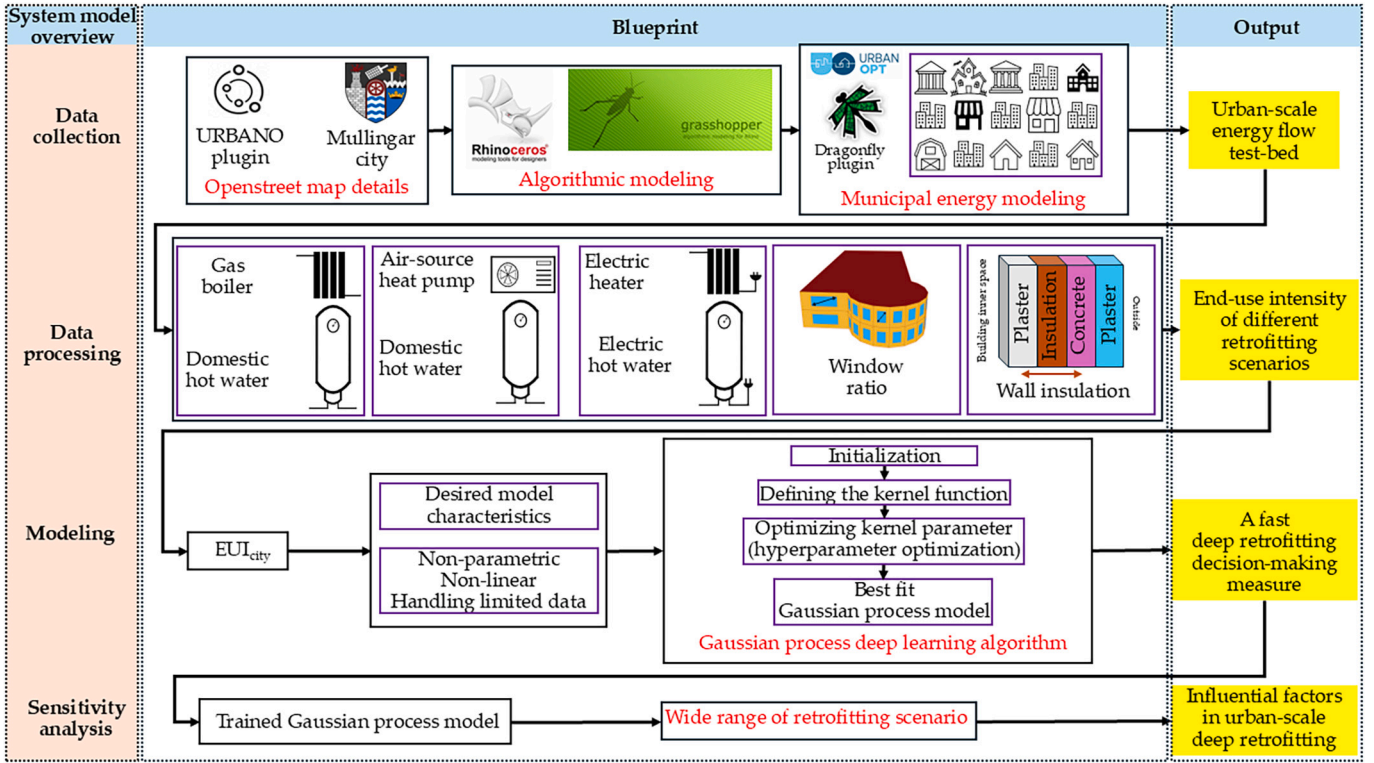 System model
overview
Blueprint
Output
Data
collection
URBANO
plugin
Mullingar
city
Openstreet map details
Rhinoceros®
modeling tools for designers
grasshopper
algorithmic modeling for Rhino
Algorithmic modeling
URBAN
OPT
Dragonfly
plugin
Municipal energy modeling
Urban-scale
energy flow
test-bed
Data
processing
Gas
boiler
Domestic
hot water
Air-source
heat pump
Domestic
hot water
Electric
heater
Electric
hot water
Window
ratio
Building inner space
Plaster
Insulation
Concrete
Plaster
Outside
Wall insulation
End-use intensity
of different
retrofitting
scenarios
Modeling
EUIcity
Desired model
characteristics
Non-parametric
Non-linear
Handling limited data
Initialization
Defining the kernel function
Optimizing kernel parameter
(hyperparameter optimization)
Best fit
Gaussian process model
Gaussian process deep learning algorithm
A fast
deep retrofitting
decision-making
measure
Sensitivity
analysis
Trained Gaussian process model
Wide range of retrofitting scenario
Influential factors
in urban-scale
deep retrofitting